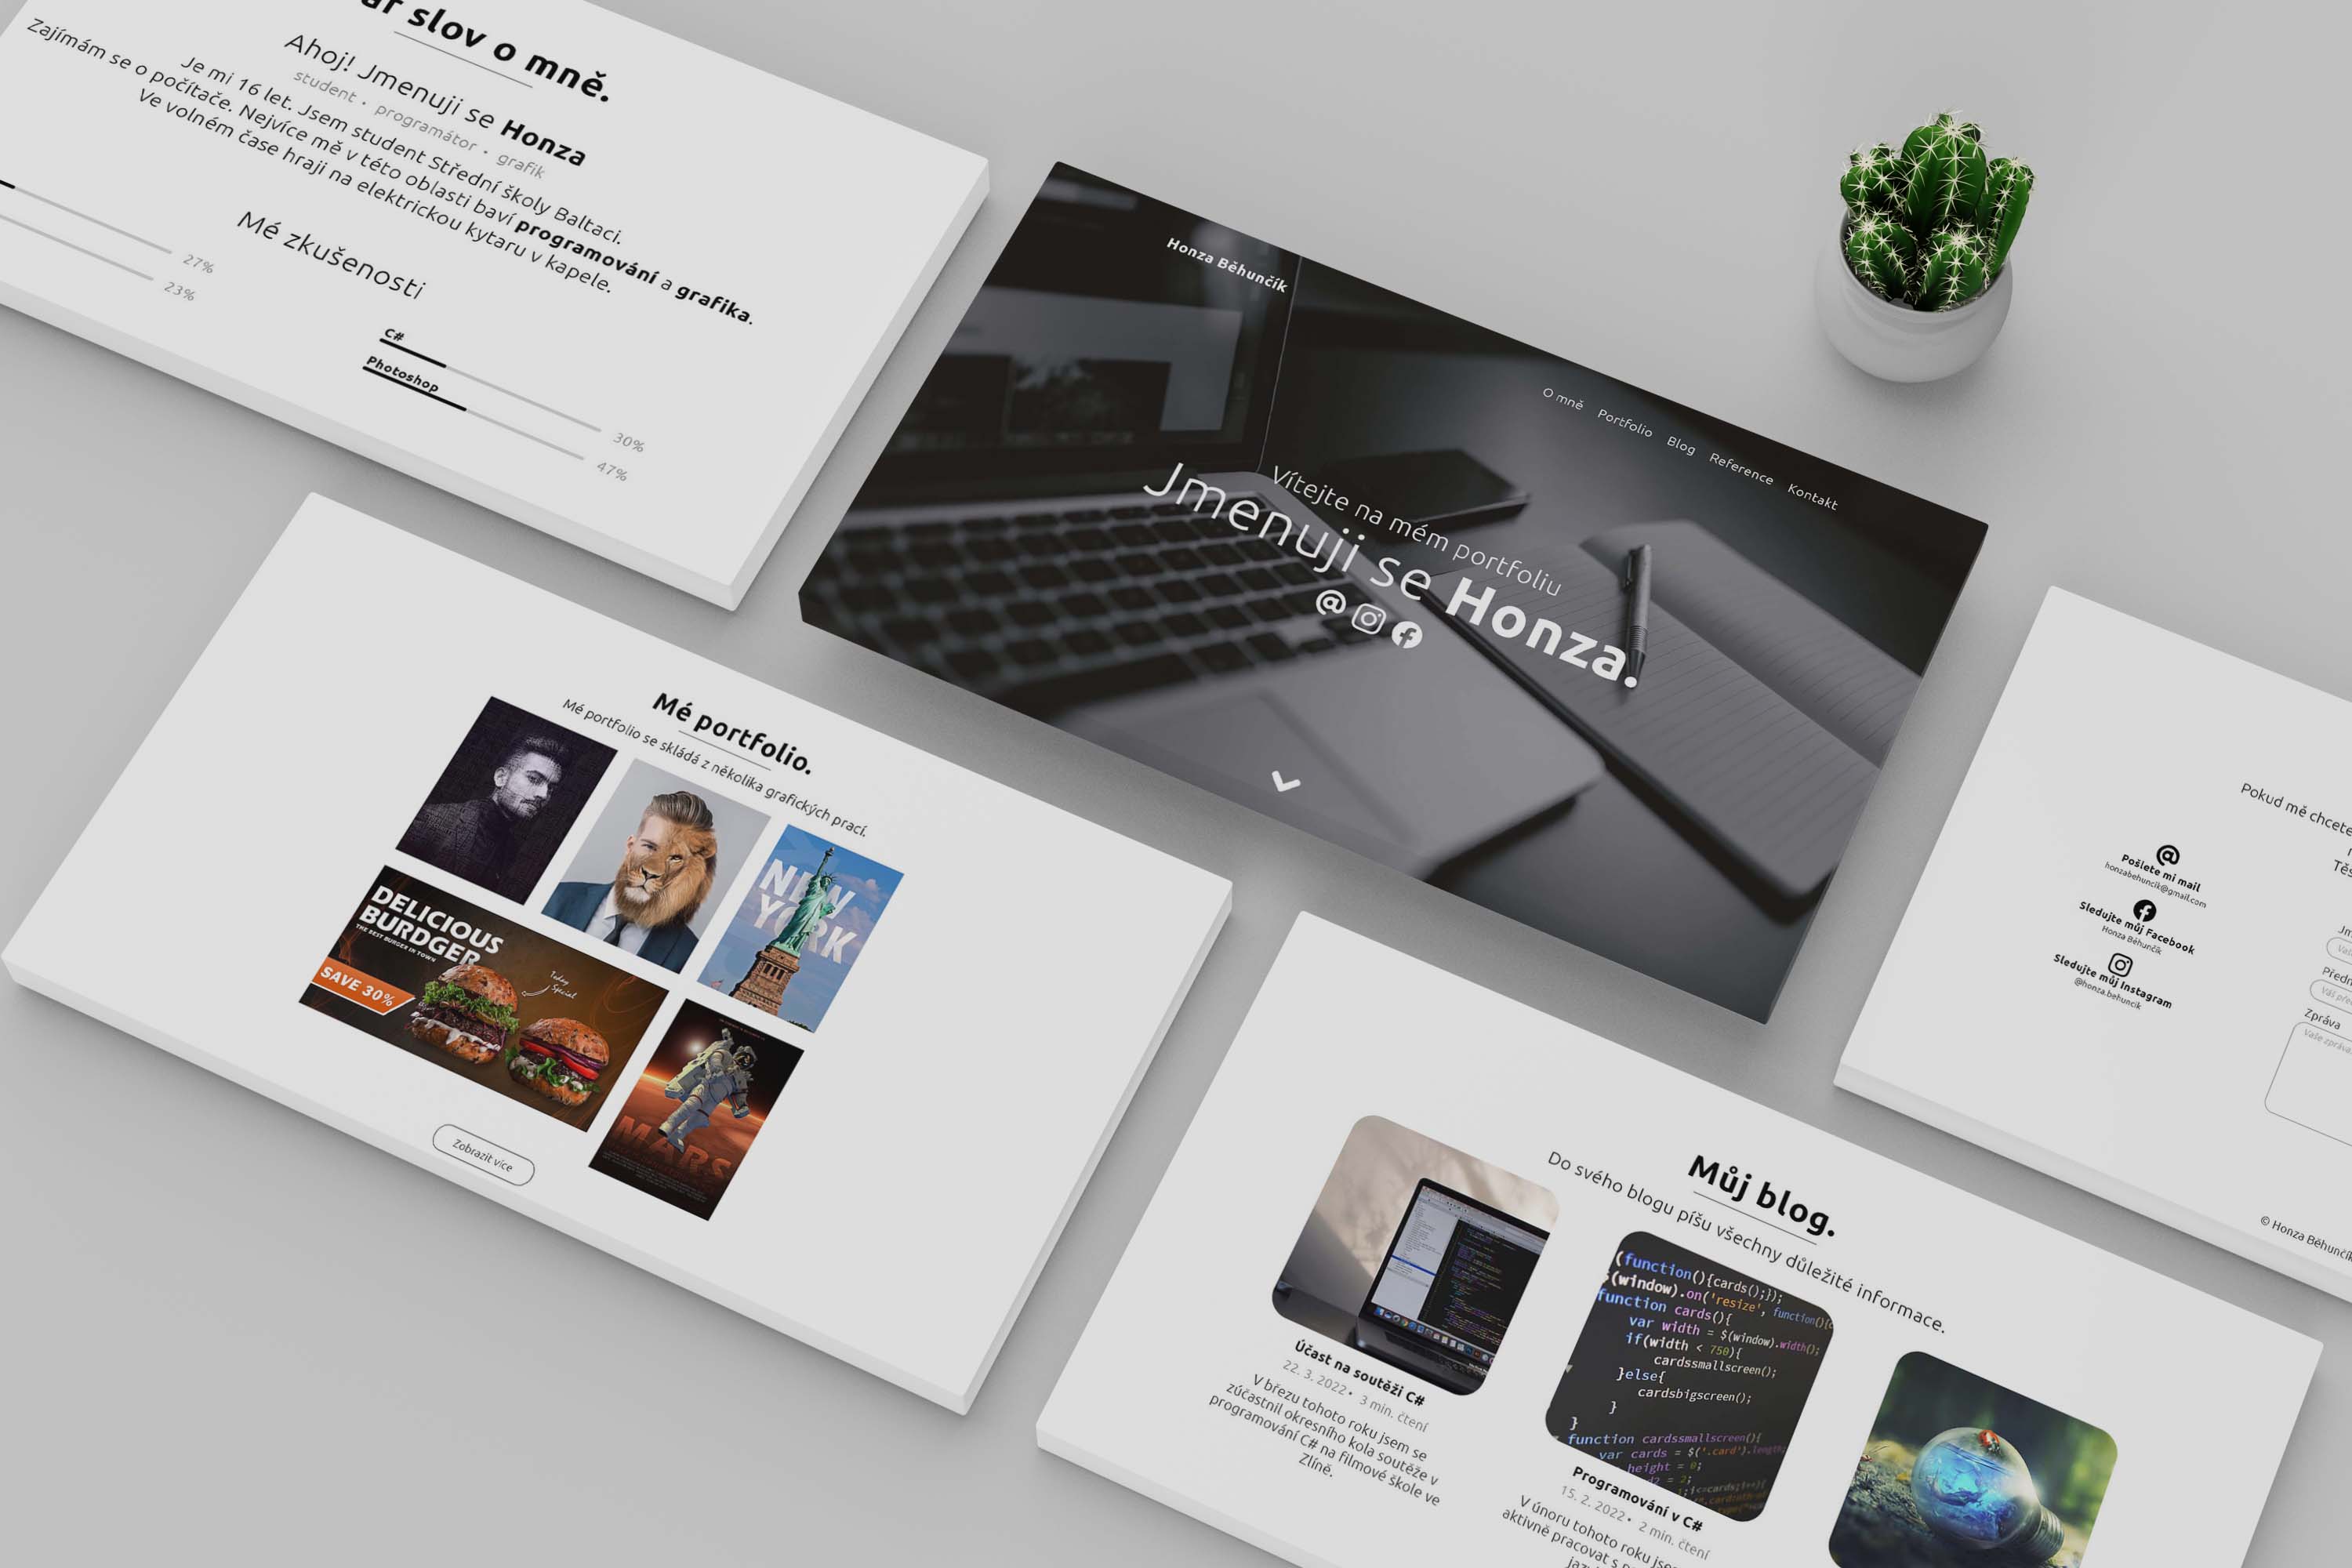 slov o mně.
Ahoj! Jmenuji se Honza
student • programátor • grafik
Je mi 16 let. Jsem student Střední školy Baltaci.
Zajímám se o počítače. Nejvíce mě v této oblasti baví programování a grafika.
Ve volném čase hraji na elektrickou kytaru v kapele.
Mé zkušenosti
27%
23%
C#
30%
Photoshop
47%
Honza Běhunčík
O mně Portfolio Blog Reference Kontakt
Vítejte na mém portfoliu
Jmenuji se Honza.
Mé portfolio.
Mé portfolio se skládá z několika grafických prací.
NEW
YORK
DELICIOUS
BURDGER
THE BEST BURGER IN TOWN
SAVE 30%
Today
Special
MARS
Zobrazit více
Pokud mě chcete
Pošlete mi mail
honzabehuncik@gmail.com
Sledujte můj Facebook
Honza Běhunčík
Sledujte můj Instagram
@honza.behuncik
Zpráva
Vaše zpráva
© Honza Běhunčík
Můj blog.
Do svého blogu píšu všechny důležité informace.
(function(){cards();});
$(window).on('resize', function(){
function cards(){
var width = $(window).width();
if(width < 750){
cardssmallscreen();
}else{
cardsbigscreen();
}
}
function cardssmallscreen(){
var cards = $('.card').length;
height = 0;
Účast na soutěži C#
22. 3. 2022 • 3 min. čtení
V březnu tohoto roku jsem se
zúčastnil okresního kola soutěže v
programování C# na filmové škole ve
Zlíně.
Programování v C#
15. 2. 2022 • 2 min. čtení
V únoru tohoto roku jsem
aktivně pracovat s